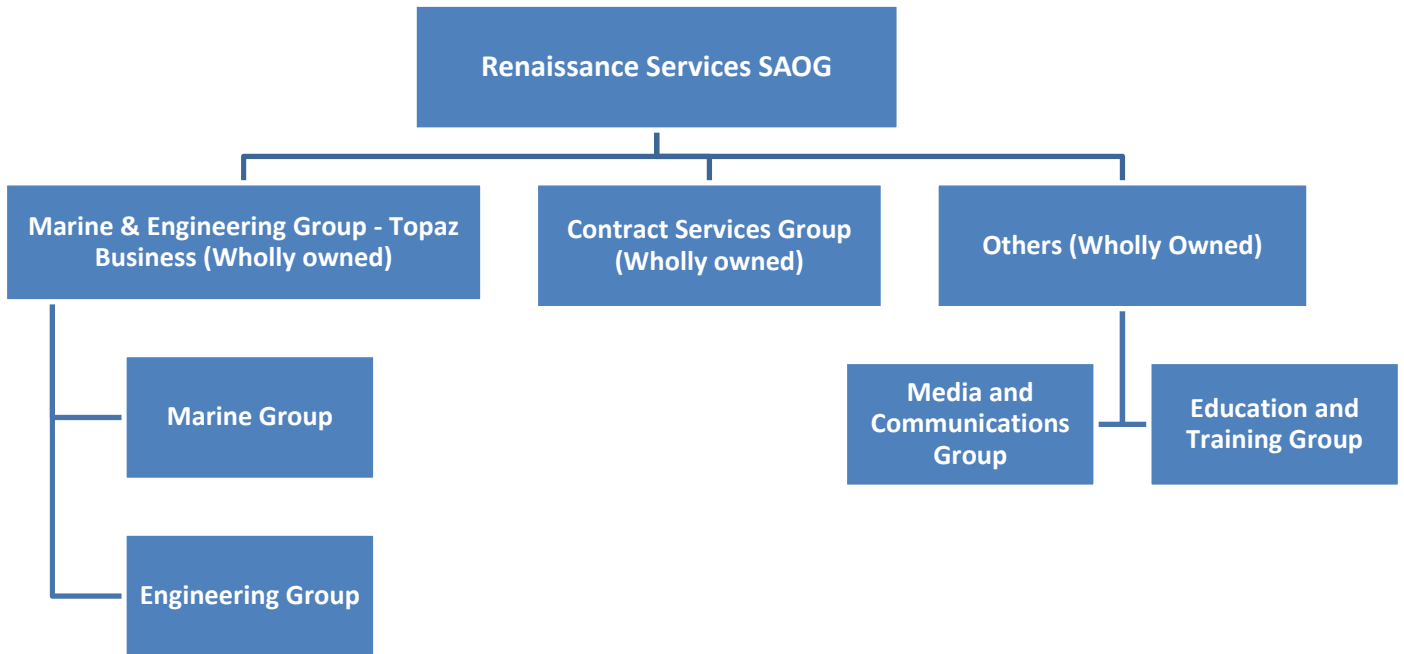 Renaissance Services SAOG
Marine & Engineering Group - Topaz
Business (Wholly owned)
Contract Services Group
(Wholly owned)
Others (Wholly Owned)
Marine Group
Engineering Group
Media and
Communications
Group
Education and
Training Group